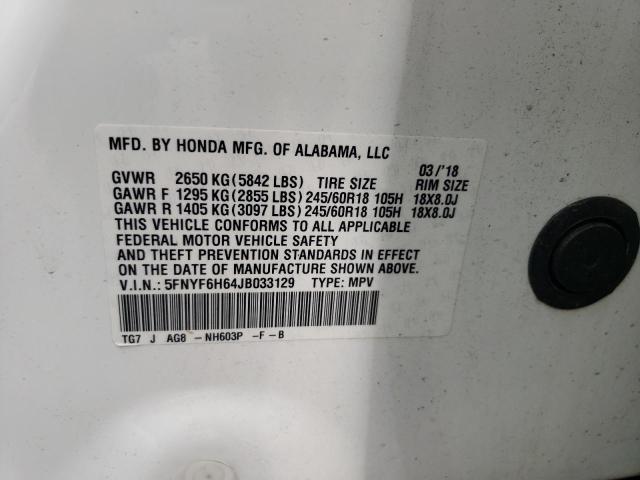 MFD. BY HONDA MFG. OF ALABAMA, LLC 03/'18
GVWR 2650 KG(5842 LBS) TIRE SIZE RIM SIZE
GAWR F 1295 KG(2855 LBS)245/60R18 105H 18X8.0J
GAWR R 1405 KG(3097 LBS)245/60R18 105H 18X8.0J
THIS VEHICLE CONFORMS TO ALL APPLICABLE
FEDERAL MOTOR VEHICLE SAFETY
AND THEFT PREVENTION STANDARDS IN EFFECT
ON THE DATE OF MANUFACTURE SHOWN ABOVE.
V.I.N.: 5FNYF6H64JB033129 TYPE: MPV
TG7 J AG8 -NH603P -F-B